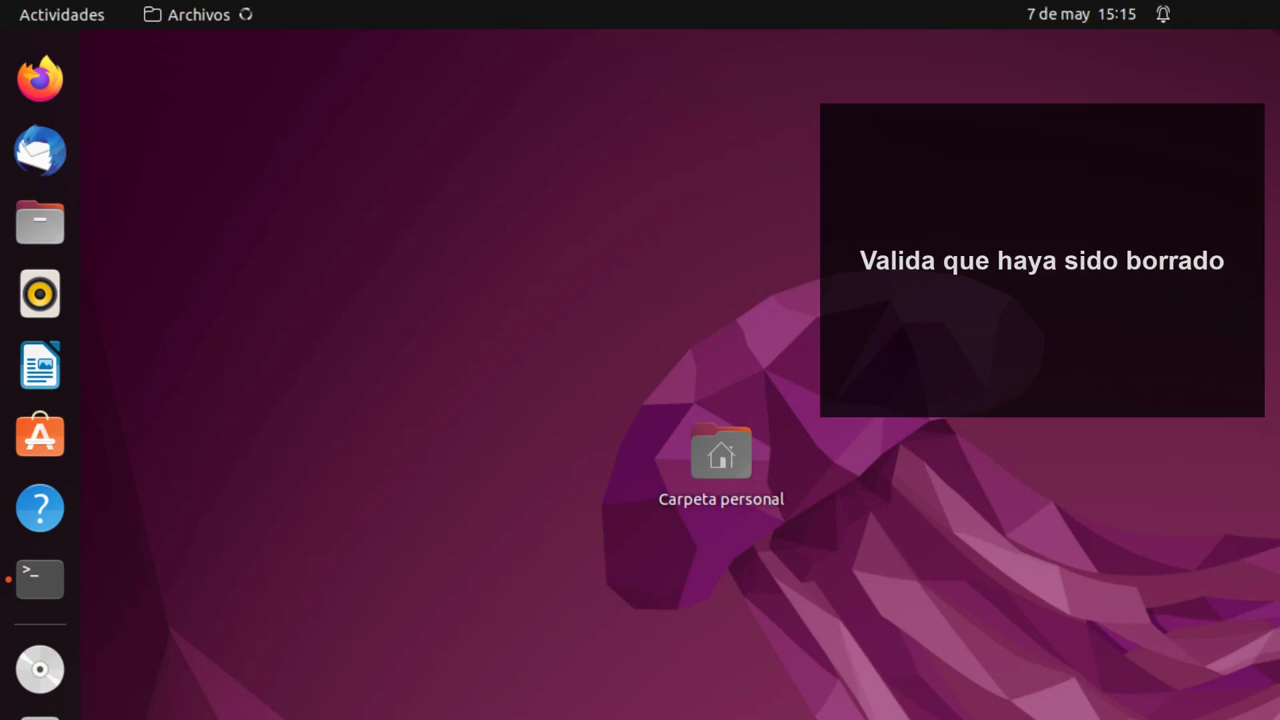 Actividades
Archivos
7 de may 15:15
Valida que haya sido borrado
?
Carpeta personal
>_